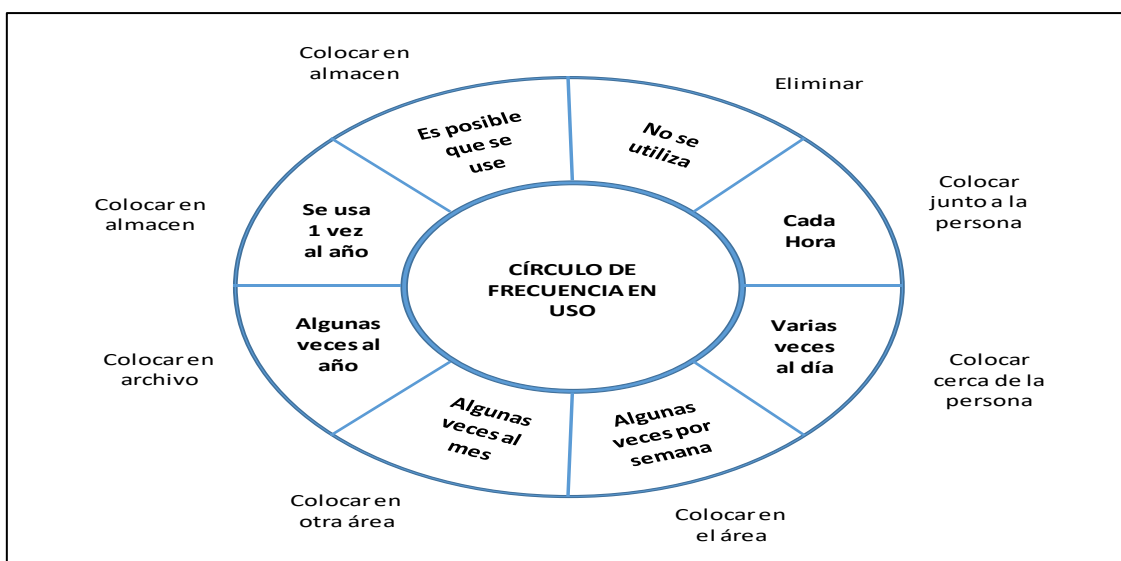 Colocar en
almacen
Eliminar
Es posible
que se
use
No se
utiliza
Colocar en
almacen
Se usa
1 vez
al año
Cada
Hora
Colocar
junto a la
persona
CÍRCULO DE
FRECUENCIA EN
USO
Colocar en
archivo
Algunas
veces al
año
Varias
veces
al día
Colocar
cerca de la
persona
Algunas
veces al
mes
Algunas
veces por
semana
Colocar en
otra área
Colocar en
el área